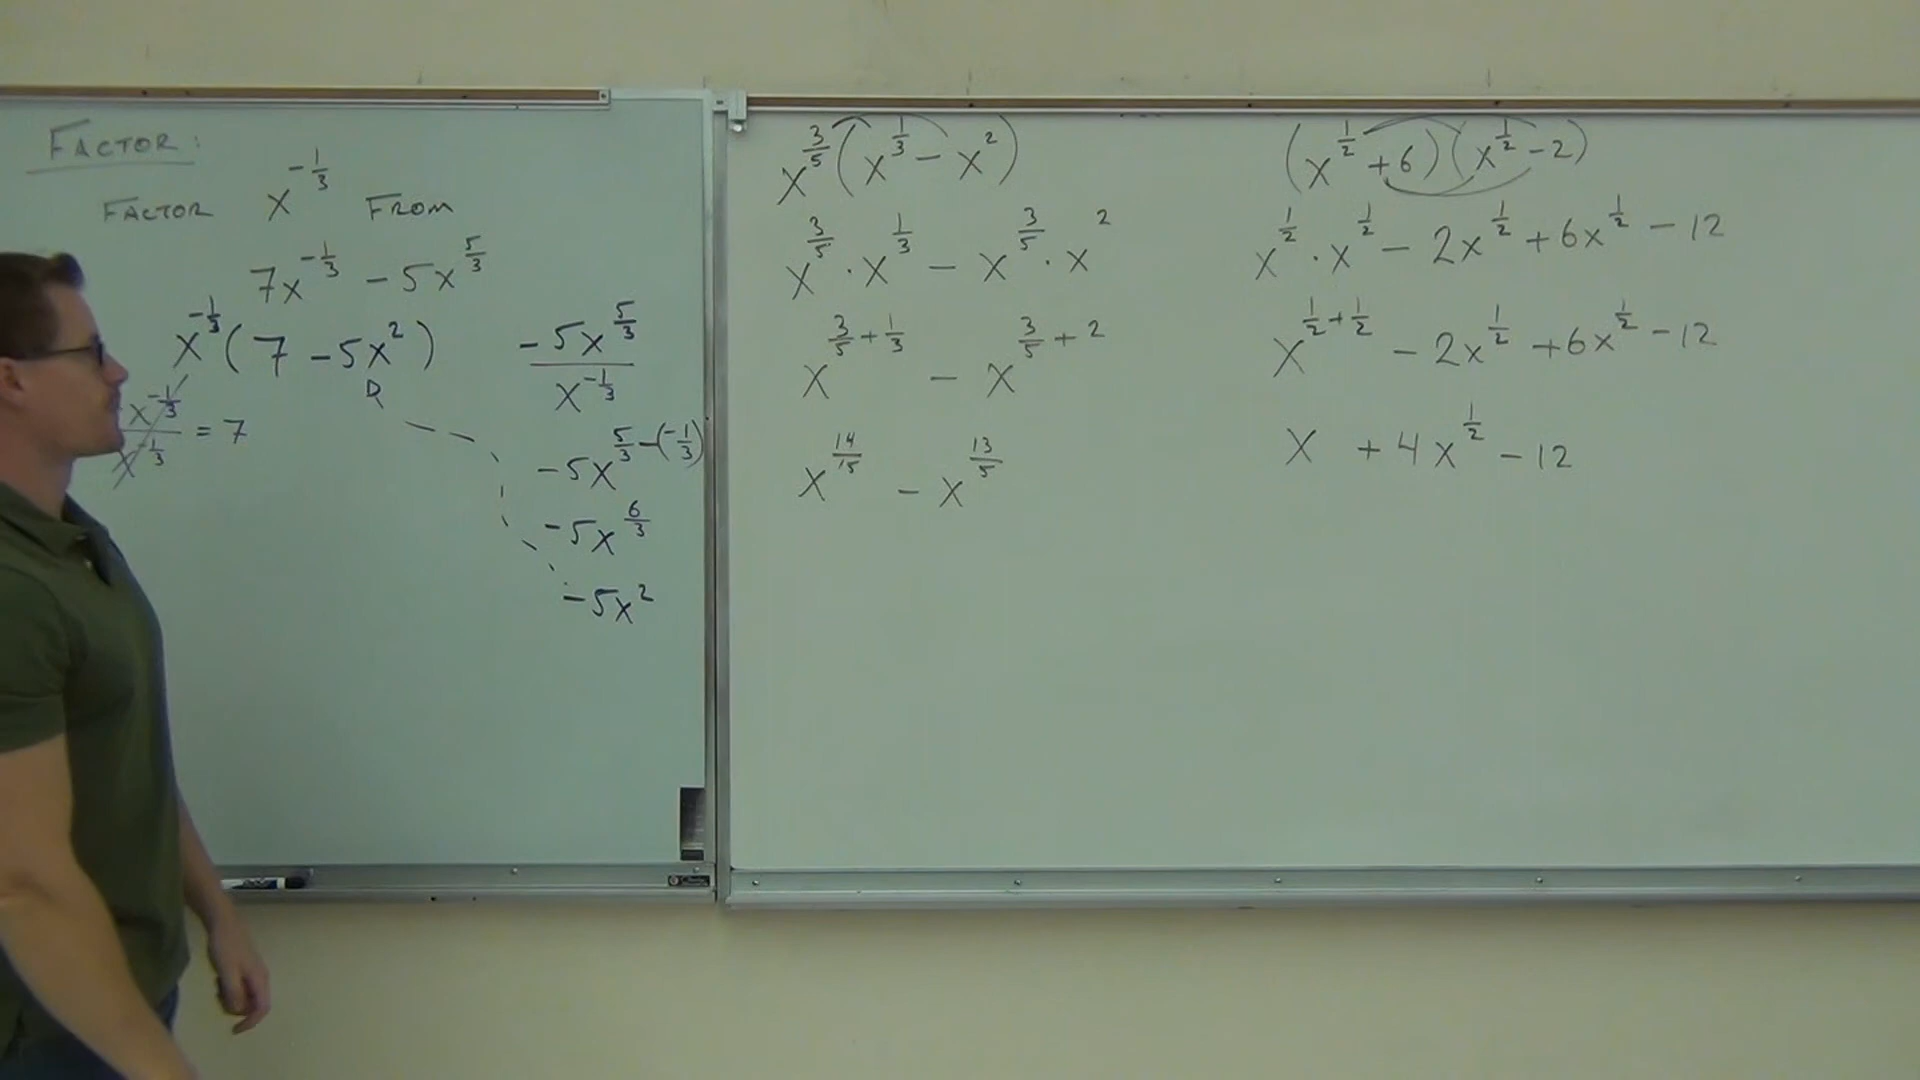 FACTOR:
FACTOR x^{-1/3} FROM
7x^{-1/3} - 5x^{5/3}
x^{-1/3}(7 - 5x^2)
x^{-1/3} / x^{-1/3} = 7
-5x^{5/3} / x^{-1/3}
-5x^{5/3 - (-1/3)}
-5x^{6/3}
-5x^2
x^{3/5}(x^{1/3} - x^2)
x^{3/5} · x^{1/3} - x^{3/5} · x^2
x^{3/5 + 1/3} - x^{3/5 + 2}
x^{14/15} - x^{13/5}
(x^{1/2} + 6)(x^{1/2} - 2)
x^{1/2} · x^{1/2} - 2x^{1/2} + 6x^{1/2} - 12
x^{1/2 + 1/2} - 2x^{1/2} + 6x^{1/2} - 12
x + 4x^{1/2} - 12